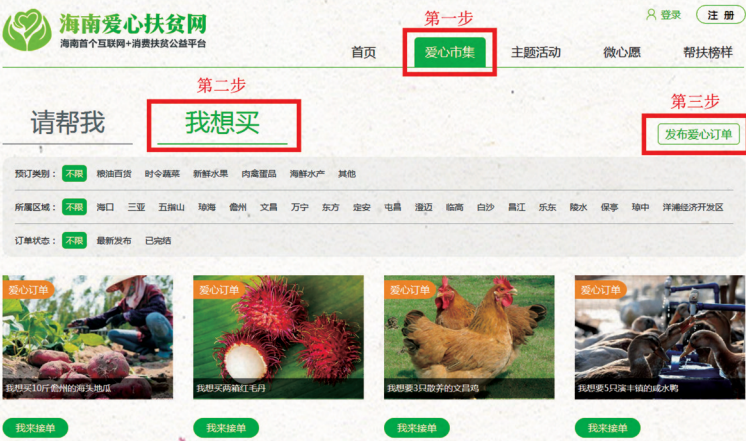 海南爱心扶贫网
海南首个互联网+消费扶贫公益平台
登录 注 册
第一步
首页 爱心市集 主题活动 微心愿 帮扶榜样
第二步
第三步
请帮我 我想买
发布爱心订单
预订类别： 不限 粮油百货 时令蔬菜 新鲜水果 肉禽蛋品 海鲜水产 其他
所属区域： 不限 海口 三亚 五指山 琼海 儋州 文昌 万宁 东方 定安 屯昌 澄迈 临高 白沙 昌江 乐东 陵水 保亭 琼中 洋浦经济开发区
订单状态： 不限 最新发布 已完结
爱心订单 爱心订单 爱心订单 爱心订单
我想买10斤儋州的海头地瓜 我想买两箱红毛丹 我想要3只散养的文昌鸡 我想要5只演丰镇的咸水鸭
我来接单 我来接单 我来接单 我来接单